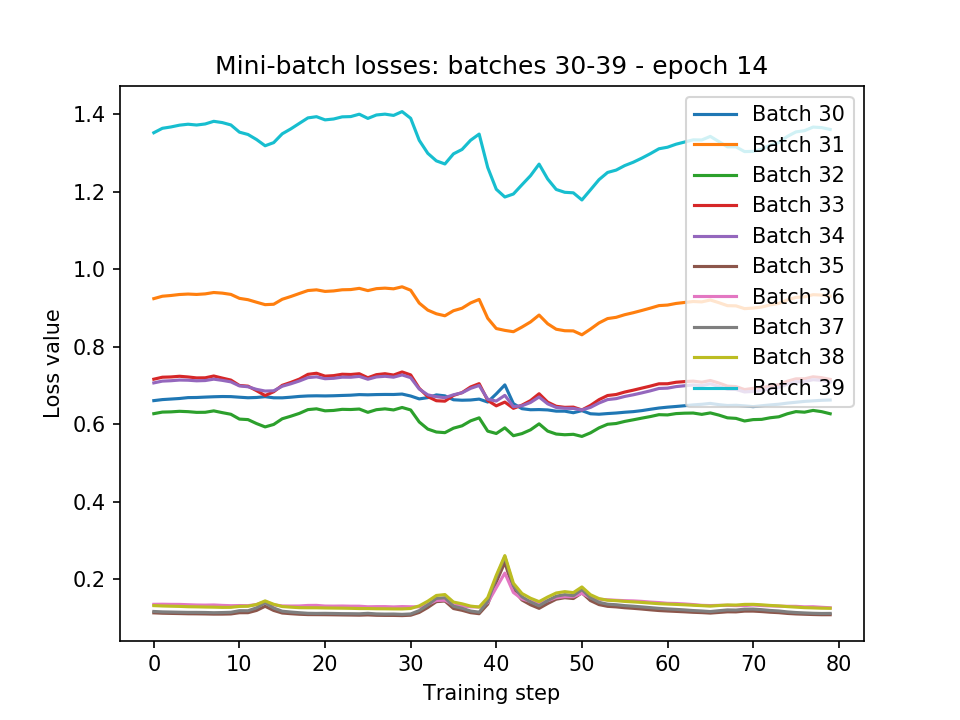 Mini-batch losses: batches 30-39 - epoch 14
1.4
1.2
1.0
0.8
0.6
0.4
0.2
Loss value
0 10 20 30 40 50 60 70 80
Training step
Batch 30
Batch 31
Batch 32
Batch 33
Batch 34
Batch 35
Batch 36
Batch 37
Batch 38
Batch 39